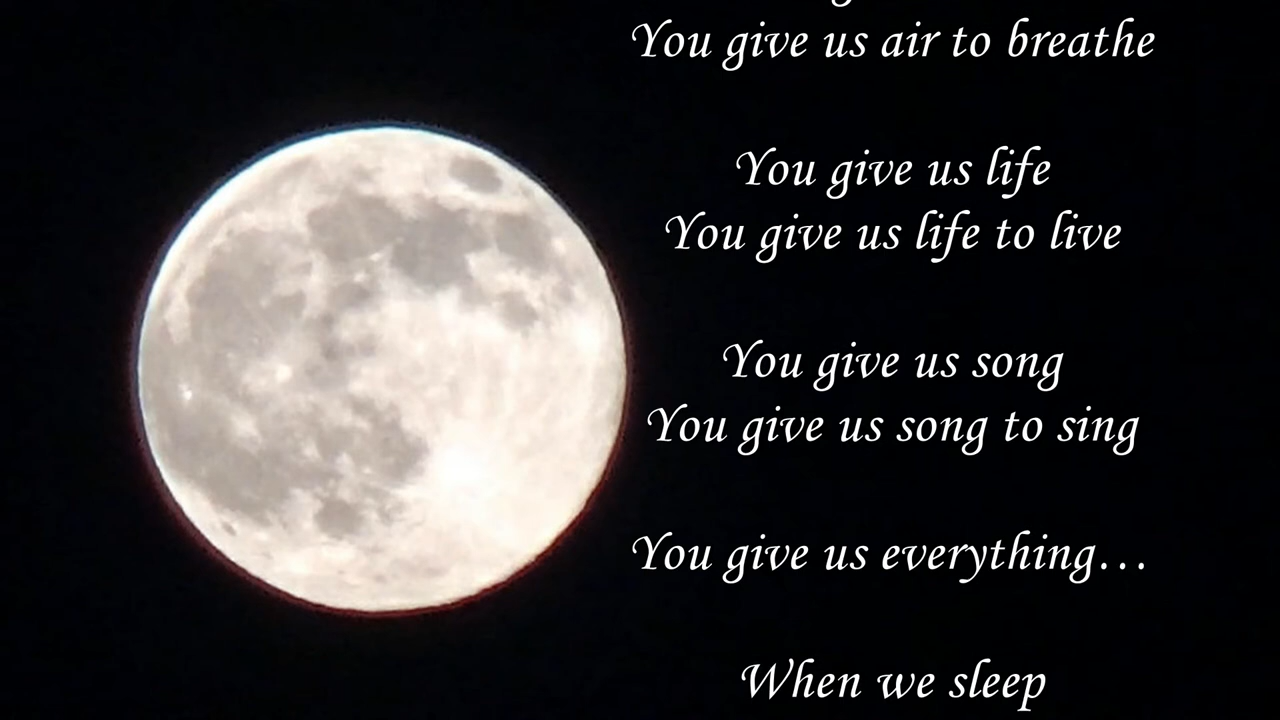 You give us air to breathe
You give us life
You give us life to live
You give us song
You give us song to sing
You give us everything…
When we sleep